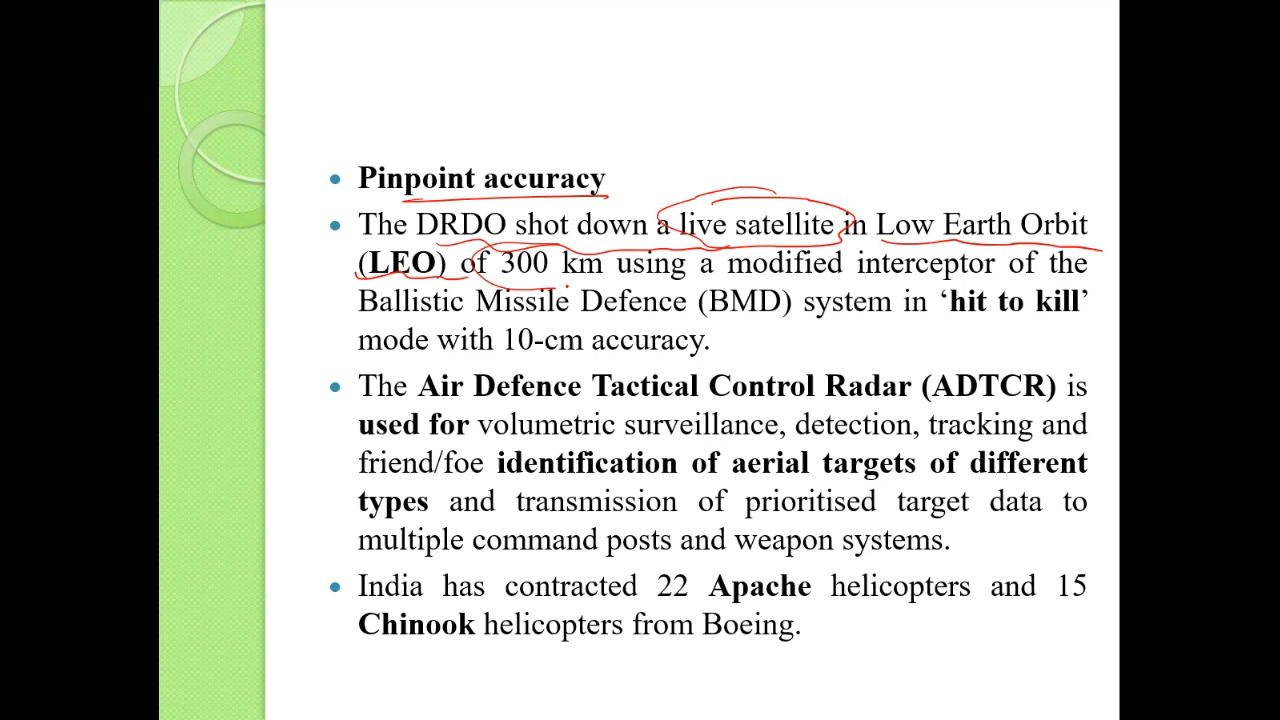 Pinpoint accuracy
The DRDO shot down a live satellite in Low Earth Orbit
(LEO) of 300 km using a modified interceptor of the
Ballistic Missile Defence (BMD) system in ‘hit to kill’
mode with 10-cm accuracy.
The Air Defence Tactical Control Radar (ADTCR) is
used for volumetric surveillance, detection, tracking and
friend/foe identification of aerial targets of different
types and transmission of prioritised target data to
multiple command posts and weapon systems.
India has contracted 22 Apache helicopters and 15
Chinook helicopters from Boeing.